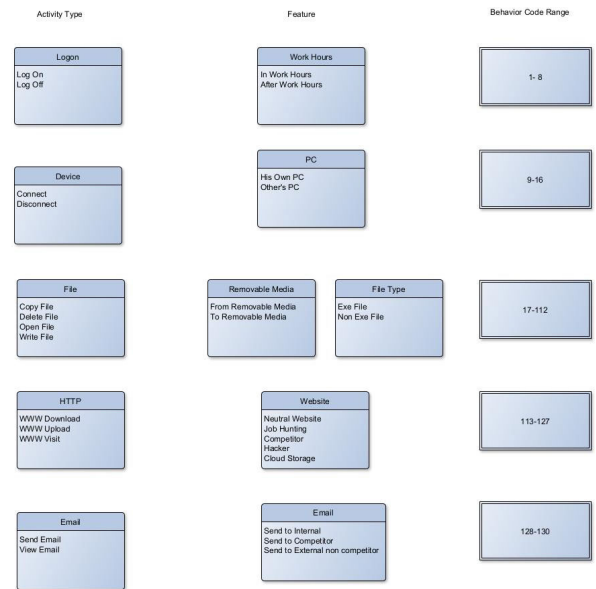 Activity Type
Feature
Behavior Code Range
Logon
Log On
Log Off
Work Hours
In Work Hours
After Work Hours
1- 8
Device
Connect
Disconnect
PC
His Own PC
Other's PC
9-16
File
Copy File
Delete File
Open File
Write File
Removable Media
From Removable Media
To Removable Media
File Type
Exe File
Non Exe File
17-112
HTTP
WWW Download
WWW Upload
WWW Visit
Website
Neutral Website
Job Hunting
Competitor
Hacker
Cloud Storage
113-127
Email
Send Email
View Email
Email
Send to Internal
Send to Competitor
Send to External non competitor
128-130